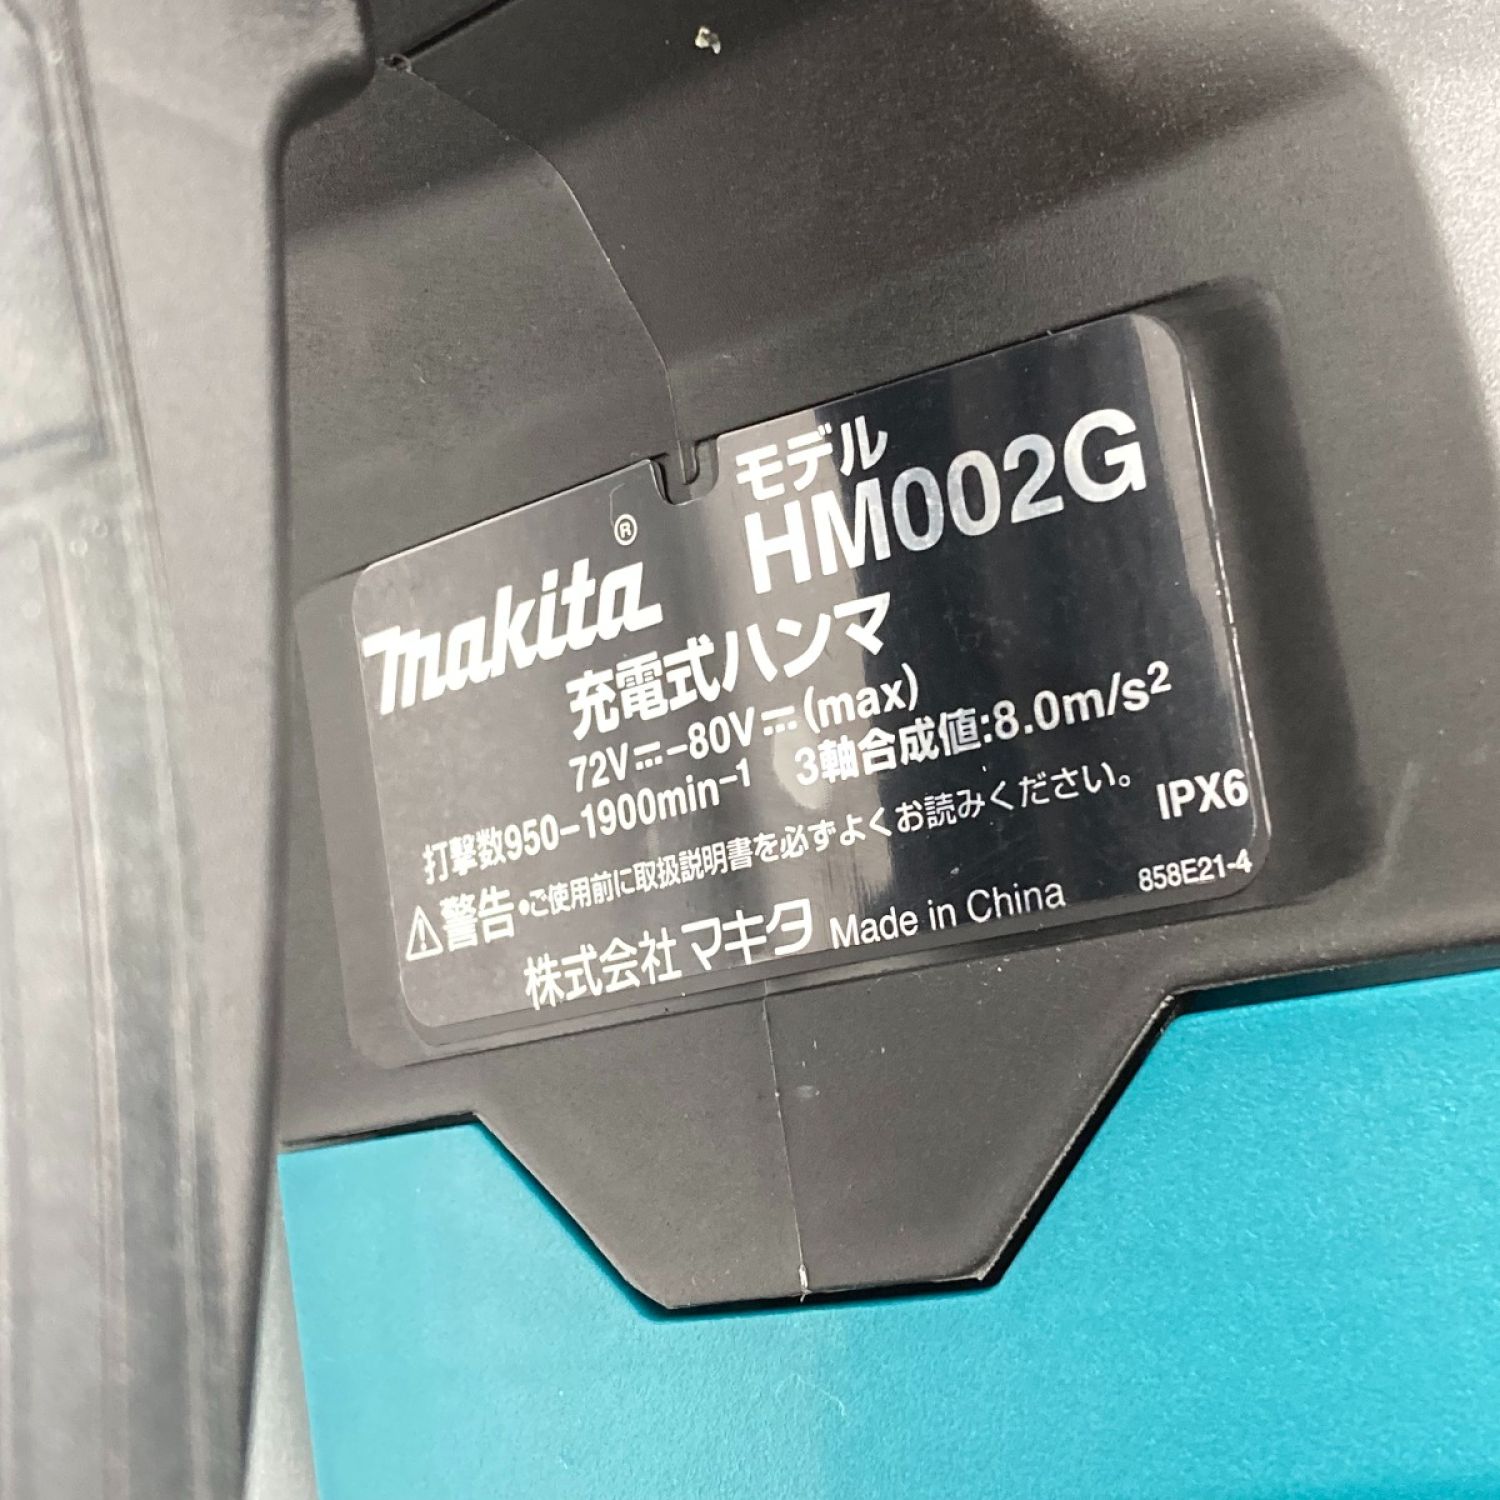 makita®
モデル
HM002G
充電式ハンマ
72V⎓-80V⎓(max)
打撃数950-1900min-1 3軸合成値:8.0m/s²
⚠警告・ご使用前に取扱説明書を必ずよくお読みください。 IPX6
株式会社マキタ Made in China 858E21-4